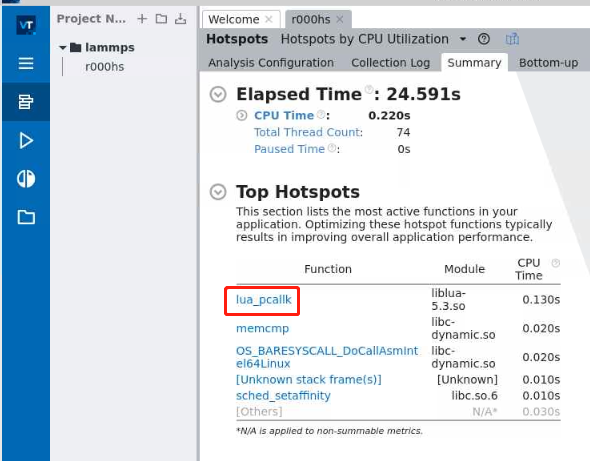 VT
Project N...
Welcome ×
r000hs ×
lammps
r000hs
Hotspots Hotspots by CPU Utilization
Analysis Configuration Collection Log Summary Bottom-up
Elapsed Time : 24.591s
CPU Time : 0.220s
Total Thread Count: 74
Paused Time : 0s
Top Hotspots
This section lists the most active functions in your
application. Optimizing these hotspot functions typically
results in improving overall application performance.
Function Module CPU
Time
lua_pcallk liblua-
5.3.so 0.130s
memcmp libc-
dynamic.so 0.020s
OS_BARESYSCALL_DoCallAsmInt
el64Linux libc-
dynamic.so 0.020s
[Unknown stack frame(s)] [Unknown] 0.010s
sched_setaffinity libc.so.6 0.010s
[Others] N/A* 0.030s
*N/A is applied to non-summable metrics.